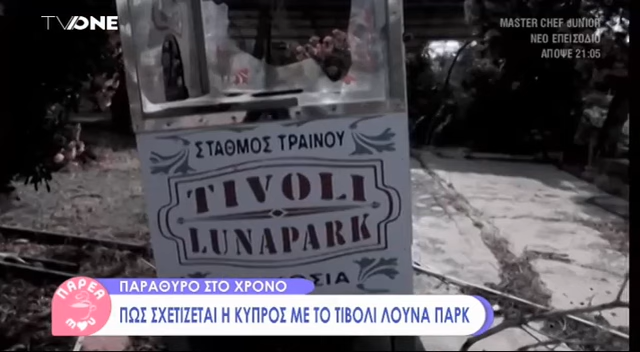 TVONE
MASTER CHEF JUNIOR
ΝΕΟ ΕΠΕΙΣΟΔΙΟ
ΑΠΟΨΕ 21:05
ΣΤΑΘΜΟΣ ΤΡΑΙΝΟΥ
TIVOLI
LUNAPARK
ΠΑΡΕΑ
μου
ΠΑΡΑΘΥΡΟ ΣΤΟ ΧΡΟΝΟ
ΠΩΣ ΣΧΕΤΙΖΕΤΑΙ Η ΚΥΠΡΟΣ ΜΕ ΤΟ ΤΙΒΟΛΙ ΛΟΥΝΑ ΠΑΡΚ